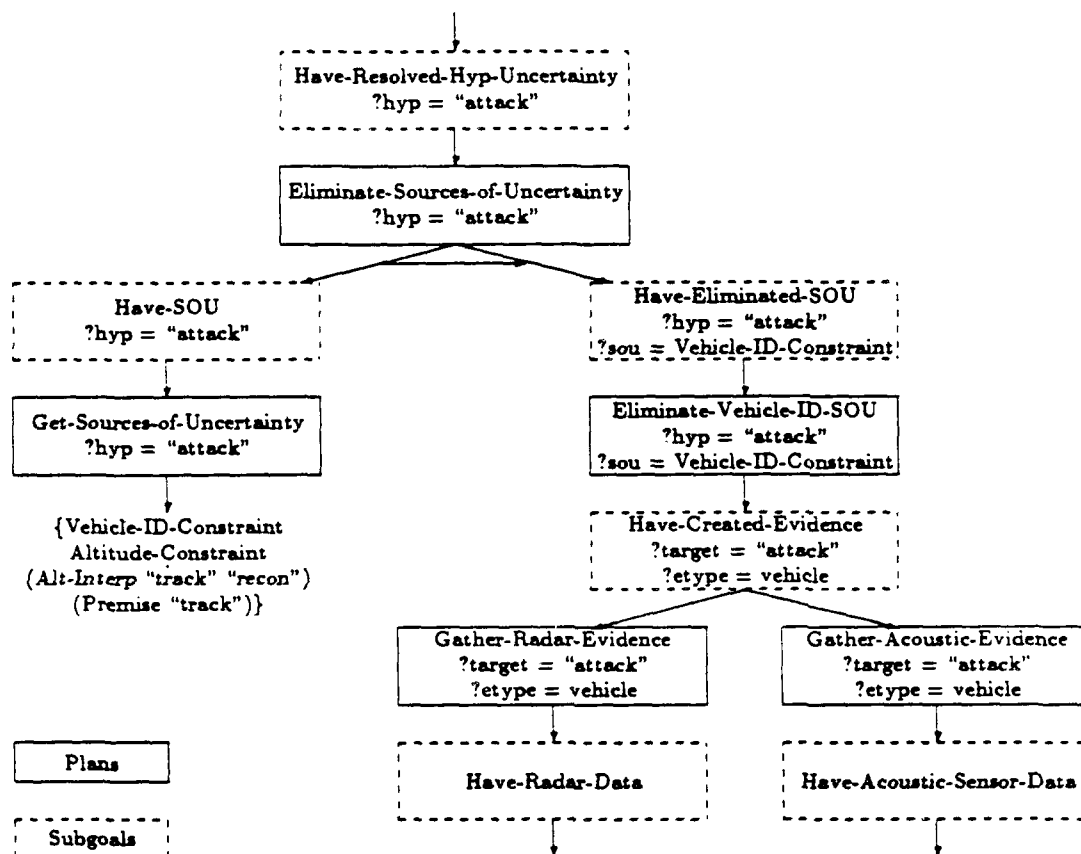 Have-Resolved-Hyp-Uncertainty
?hyp = “attack”
Eliminate-Sources-of-Uncertainty
?hyp = “attack”
Have-SOU
?hyp = “attack”
Have-Eliminated-SOU
?hyp = “attack”
?sou = Vehicle-ID-Constraint
Get-Sources-of-Uncertainty
?hyp = “attack”
Eliminate-Vehicle-ID-SOU
?hyp = “attack”
?sou = Vehicle-ID-Constraint
{Vehicle-ID-Constraint
Altitude-Constraint
(Alt-Interp “track” “recon”)
(Premise “track”)}
Have-Created-Evidence
?target = “attack”
?etype = vehicle
Gather-Radar-Evidence
?target = “attack”
?etype = vehicle
Gather-Acoustic-Evidence
?target = “attack”
?etype = vehicle
Plans
Have-Radar-Data
Have-Acoustic-Sensor-Data
Subgoals